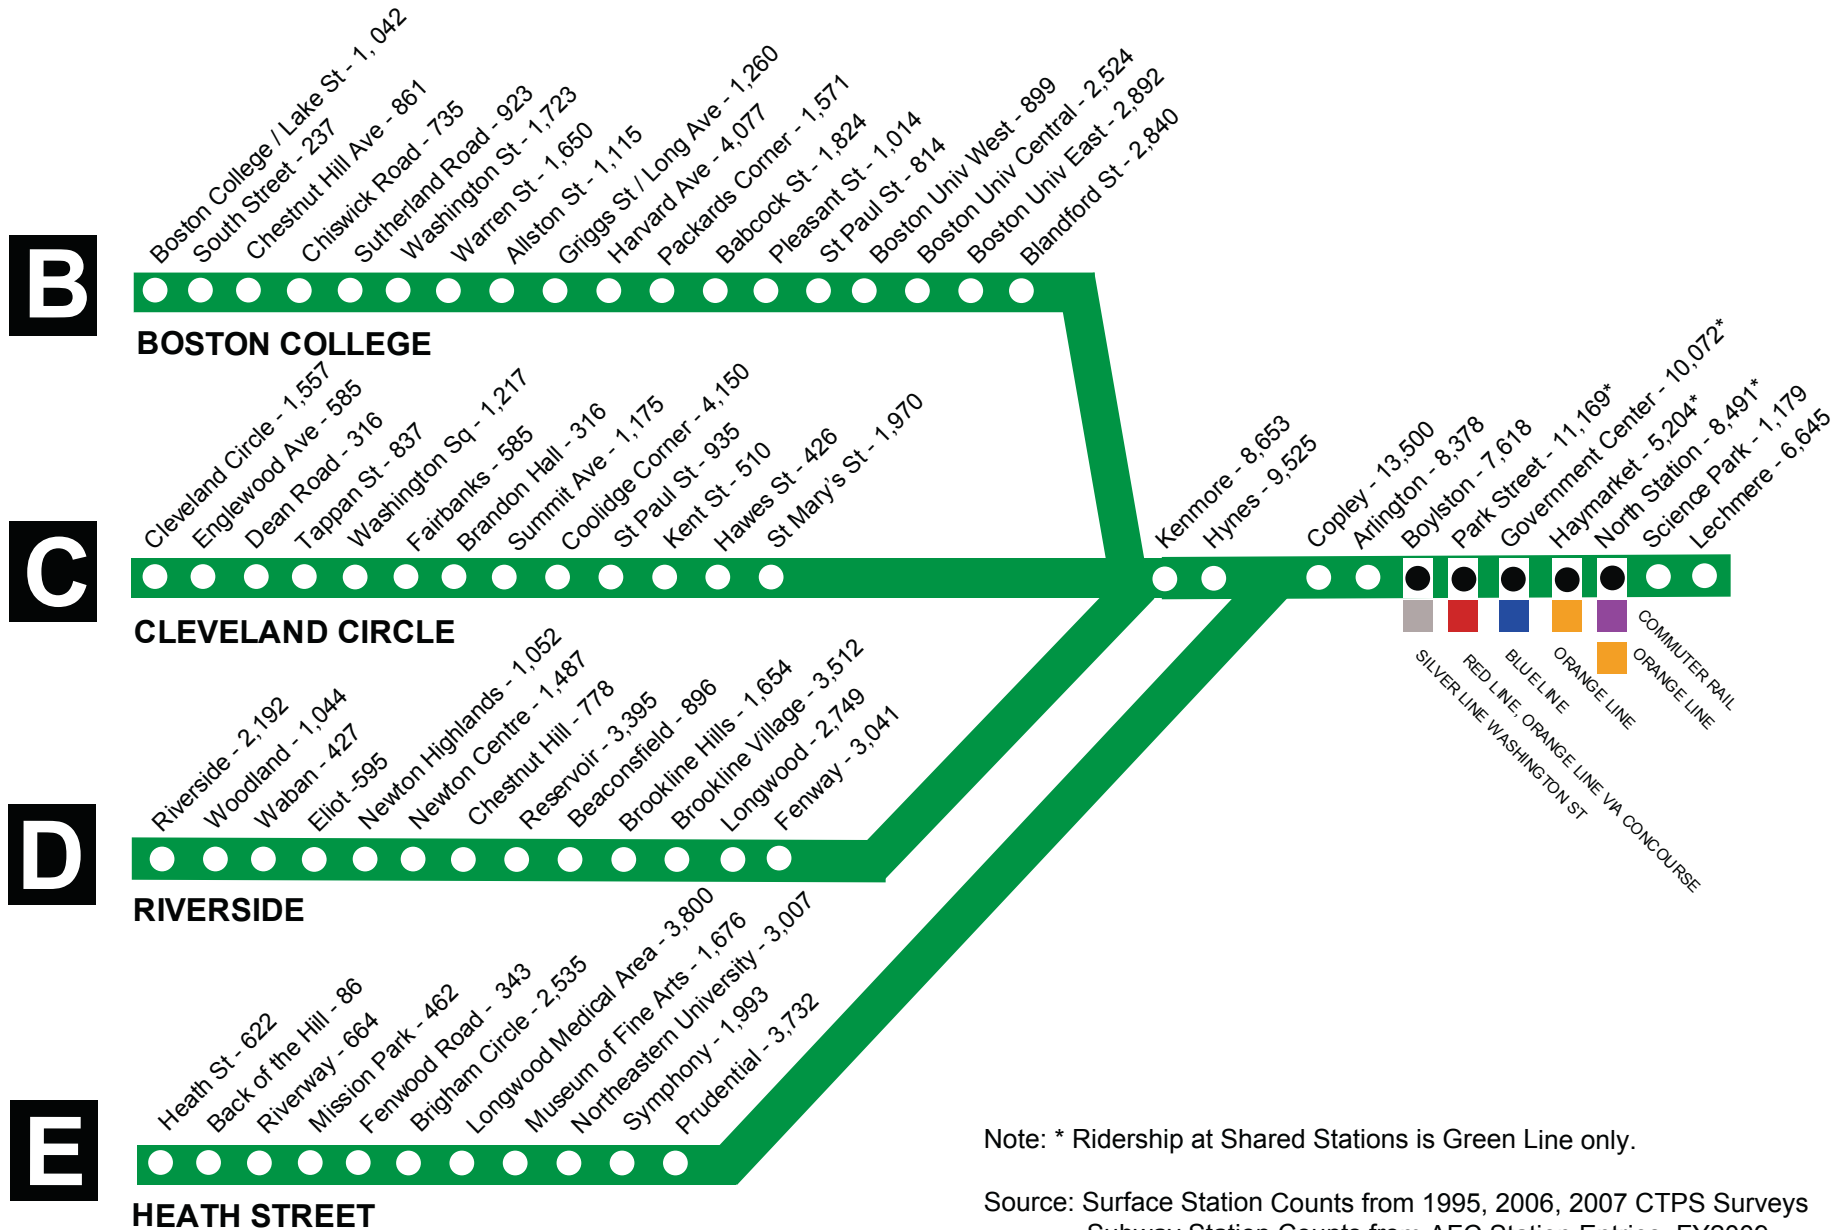 B
Boston College / Lake St - 1, 042
South Street - 237
Chestnut Hill Ave - 861
Chiswick Road - 735
Sutherland Road - 923
Washington St - 1,723
Warren St - 1,650
Allston St - 1,115
Griggs St / Long Ave - 1,260
Harvard Ave - 4,077
Packards Corner - 1,571
Babcock St - 1,824
Pleasant St - 1,014
St Paul St - 814
Boston Univ West - 899
Boston Univ Central - 2,524
Boston Univ East - 2,892
Blandford St - 2,840
BOSTON COLLEGE
C
Cleveland Circle - 1,557
Englewood Ave - 585
Dean Road - 316
Tappan St - 837
Washington Sq - 1,217
Fairbanks - 585
Brandon Hall - 316
Summit Ave - 1,175
Coolidge Corner - 4,150
St Paul St - 935
Kent St - 510
Hawes St - 426
St Mary's St - 1,970
CLEVELAND CIRCLE
Kenmore - 8,653
Hynes - 9,525
Copley - 13,500
Arlington - 8,378
Boylston - 7,618
Park Street - 11,169*
Government Center - 10,072*
Haymarket - 5,204*
North Station - 8,491*
Science Park - 1,179
Lechmere - 6,645
SILVER LINE WASHINGTON ST
RED LINE, ORANGE LINE VIA CONCOURSE
BLUE LINE
ORANGE LINE
COMMUTER RAIL
ORANGE LINE
D
Riverside - 2,192
Woodland - 1,044
Waban - 427
Eliot -595
Newton Highlands - 1,052
Newton Centre - 1,487
Chestnut Hill - 778
Reservoir - 3,395
Beaconsfield - 896
Brookline Hills - 1,654
Brookline Village - 3,512
Longwood - 2,749
Fenway - 3,041
RIVERSIDE
E
Heath St - 622
Back of the Hill - 86
Riverway - 664
Mission Park - 462
Fenwood Road - 343
Brigham Circle - 2,535
Longwood Medical Area - 3,800
Museum of Fine Arts - 1,676
Northeastern University - 3,007
Symphony - 1,993
Prudential - 3,732
HEATH STREET
Note: * Ridership at Shared Stations is Green Line only.
Source: Surface Station Counts from 1995, 2006, 2007 CTPS Surveys
Subway Station Counts from AFC Station Entries, FY2009